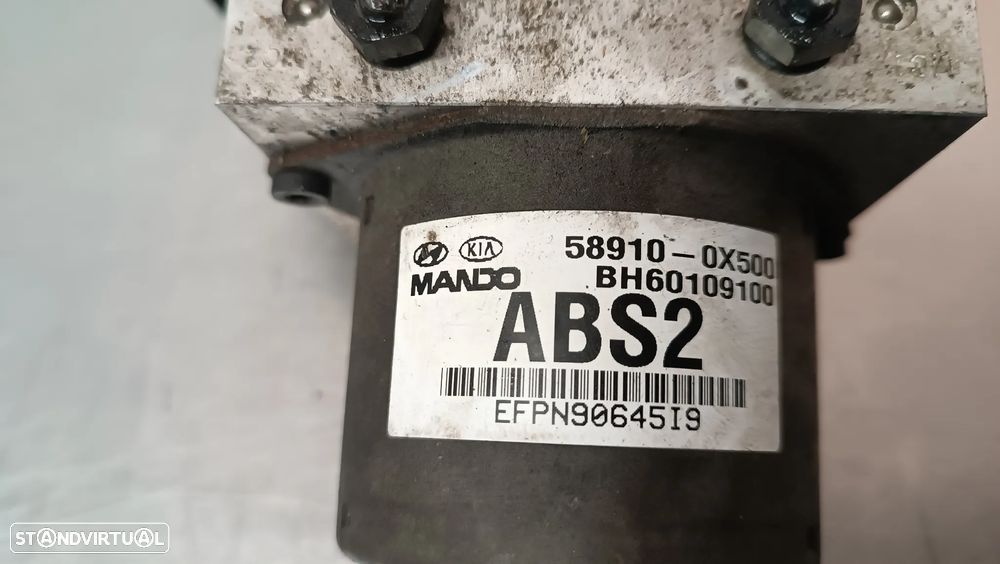 KIA 58910-0X500
MANDO BH60109100
ABS2
EFPN90645I9
STANDVIRTUAL